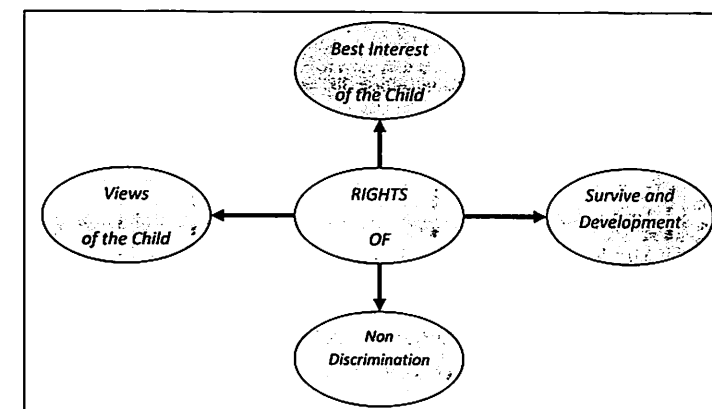 Best Interest
of the Child
Views
of the Child
RIGHTS
OF
Survive and
Development
Non
Discrimination